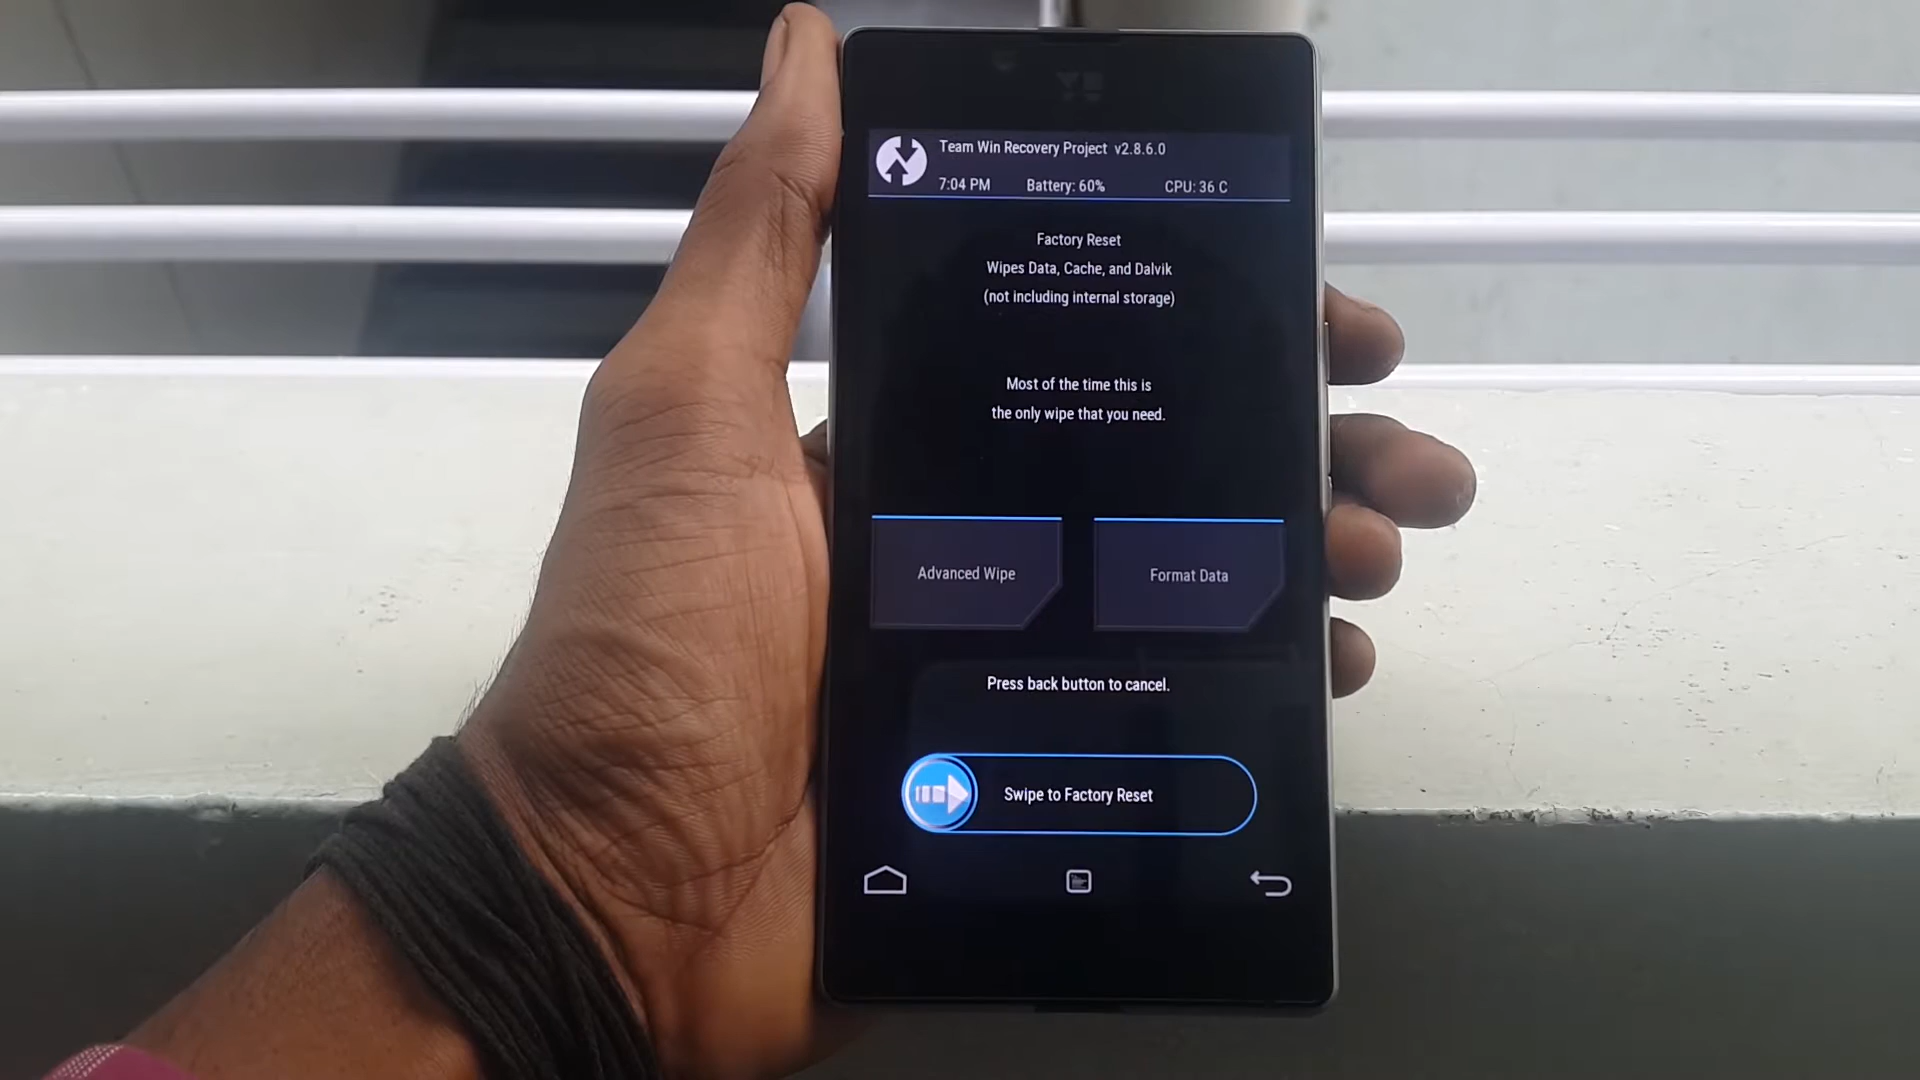 Team Win Recovery Project v2.8.6.0
7:04 PM Battery: 60% CPU: 36 C
Factory Reset
Wipes Data, Cache, and Dalvik
(not including internal storage)
Most of the time this is
the only wipe that you need.
Advanced Wipe Format Data
Press back button to cancel.
Swipe to Factory Reset